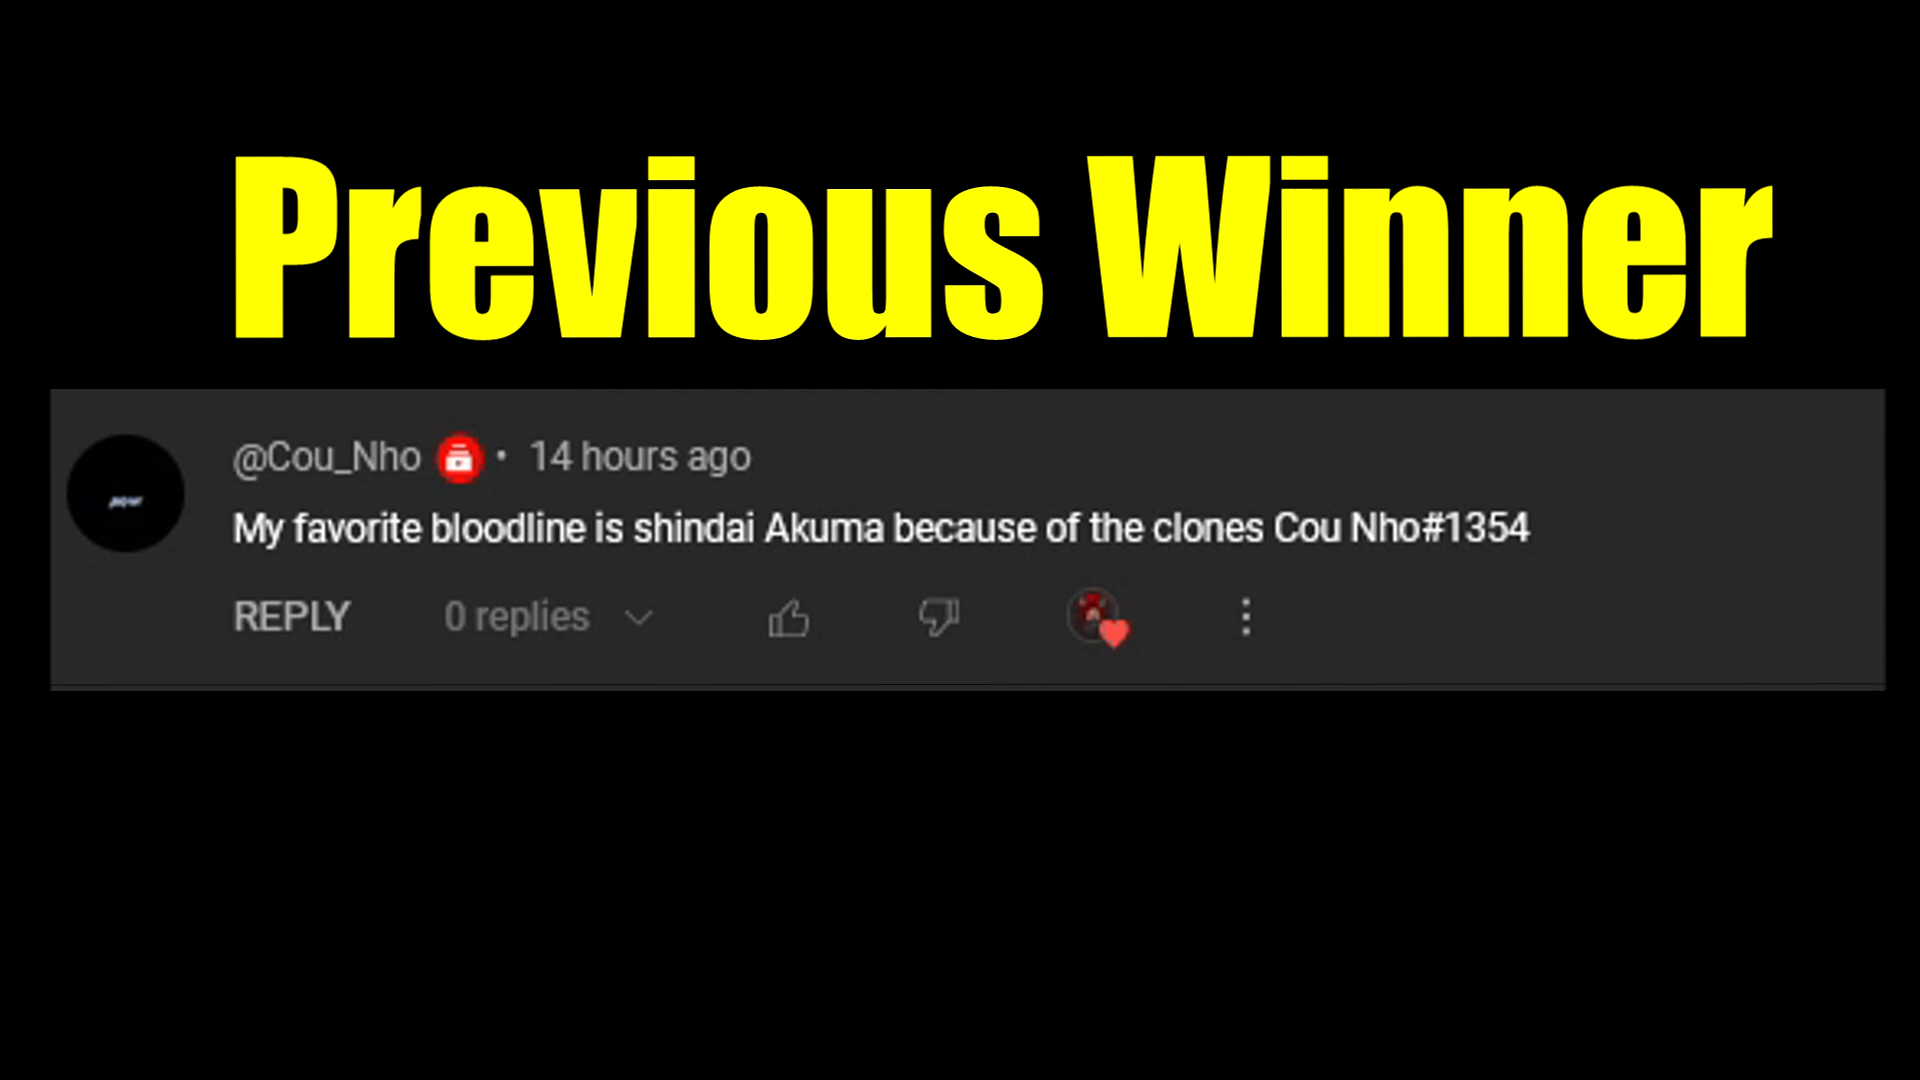 Previous Winner
@Cou_Nho • 14 hours ago
My favorite bloodline is shindai Akuma because of the clones Cou Nho#1354
REPLY 0 replies